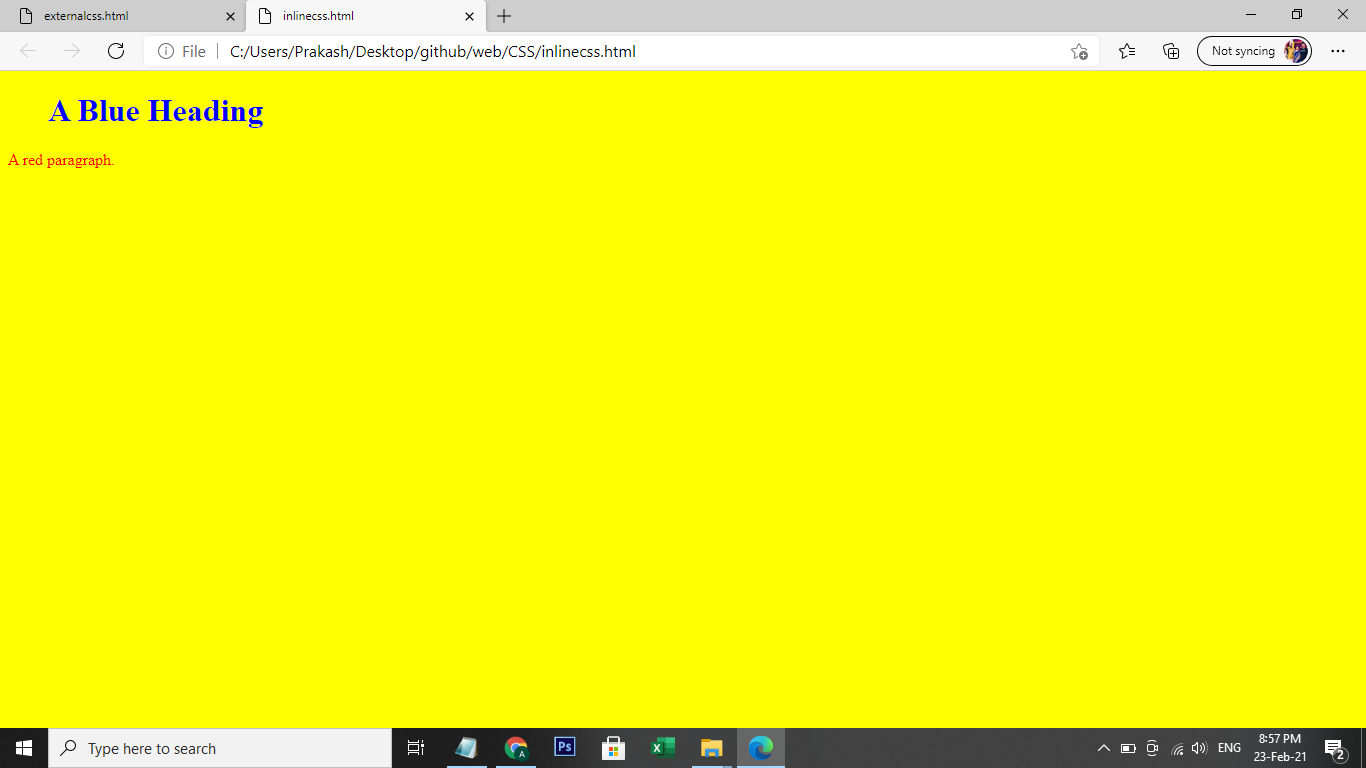 externalcss.html
inlinecss.html
File
C:/Users/Prakash/Desktop/github/web/CSS/inlinecss.html
Not syncing
A Blue Heading
A red paragraph.
Type here to search
A
Ps
X
ENG
8:57 PM
23-Feb-21
2